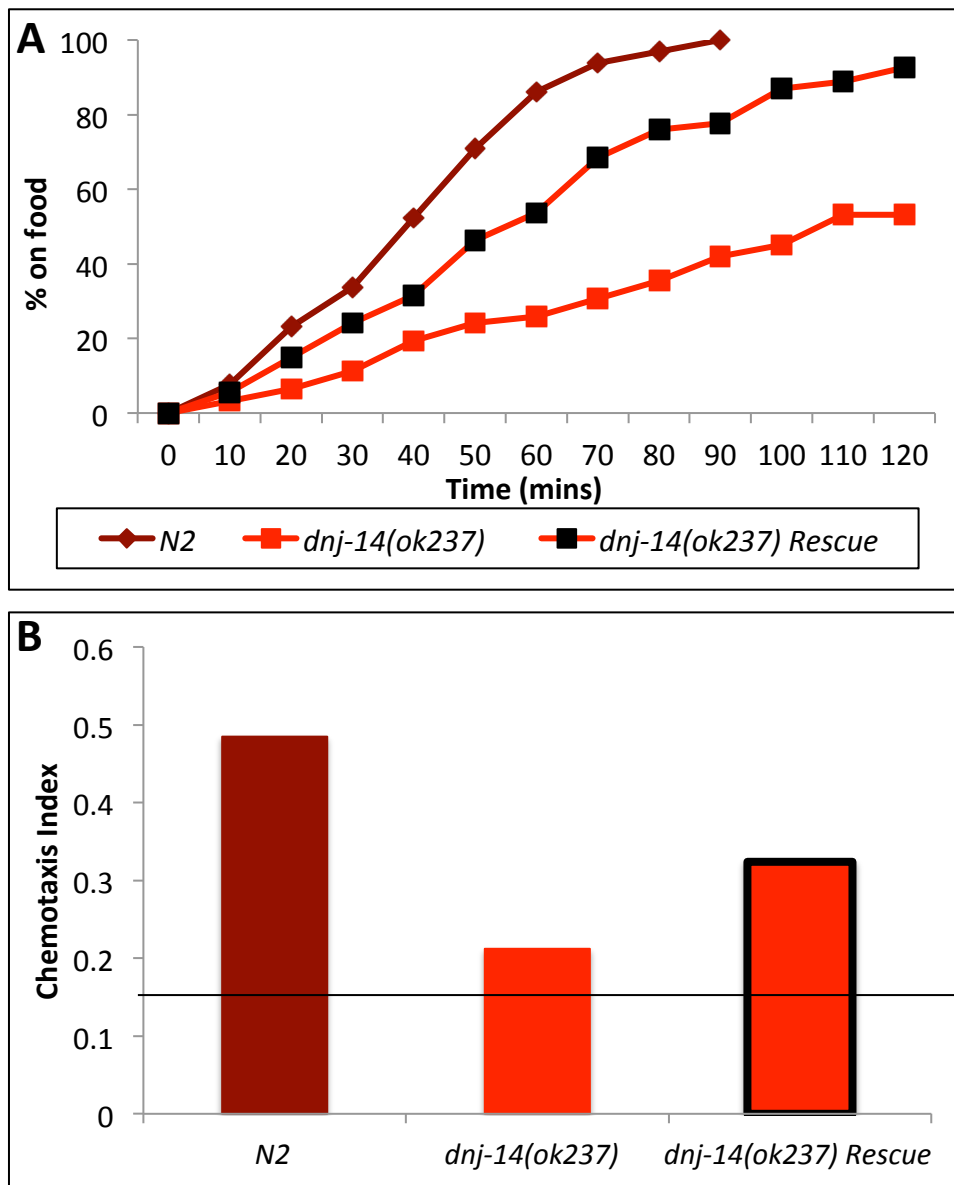 A
100
80
60
40
20
0
% on food
0 10 20 30 40 50 60 70 80 90 100 110 120
Time (mins)
N2 dnj-14(ok237) dnj-14(ok237) Rescue
B
0.6
0.5
0.4
0.3
0.2
0.1
0
Chemotaxis Index
N2 dnj-14(ok237) dnj-14(ok237) Rescue